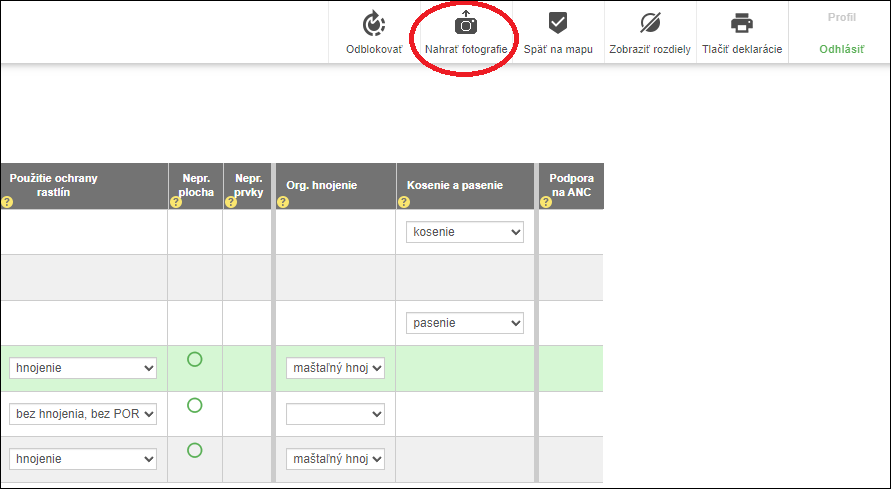 Odblokovať
Nahrať fotografie
Späť na mapu
Zobraziť rozdiely
Tlačiť deklarácie
Profil
Odhlásiť
Použitie ochrany
rastlín
?
Nepr.
plocha
?
Nepr.
prvky
?
Org. hnojenie
?
Kosenie a pasenie
?
Podpora
na ANC
?
kosenie
pasenie
hnojenie
maštaľný hnoj
bez hnojenia, bez POR
hnojenie
maštaľný hnoj